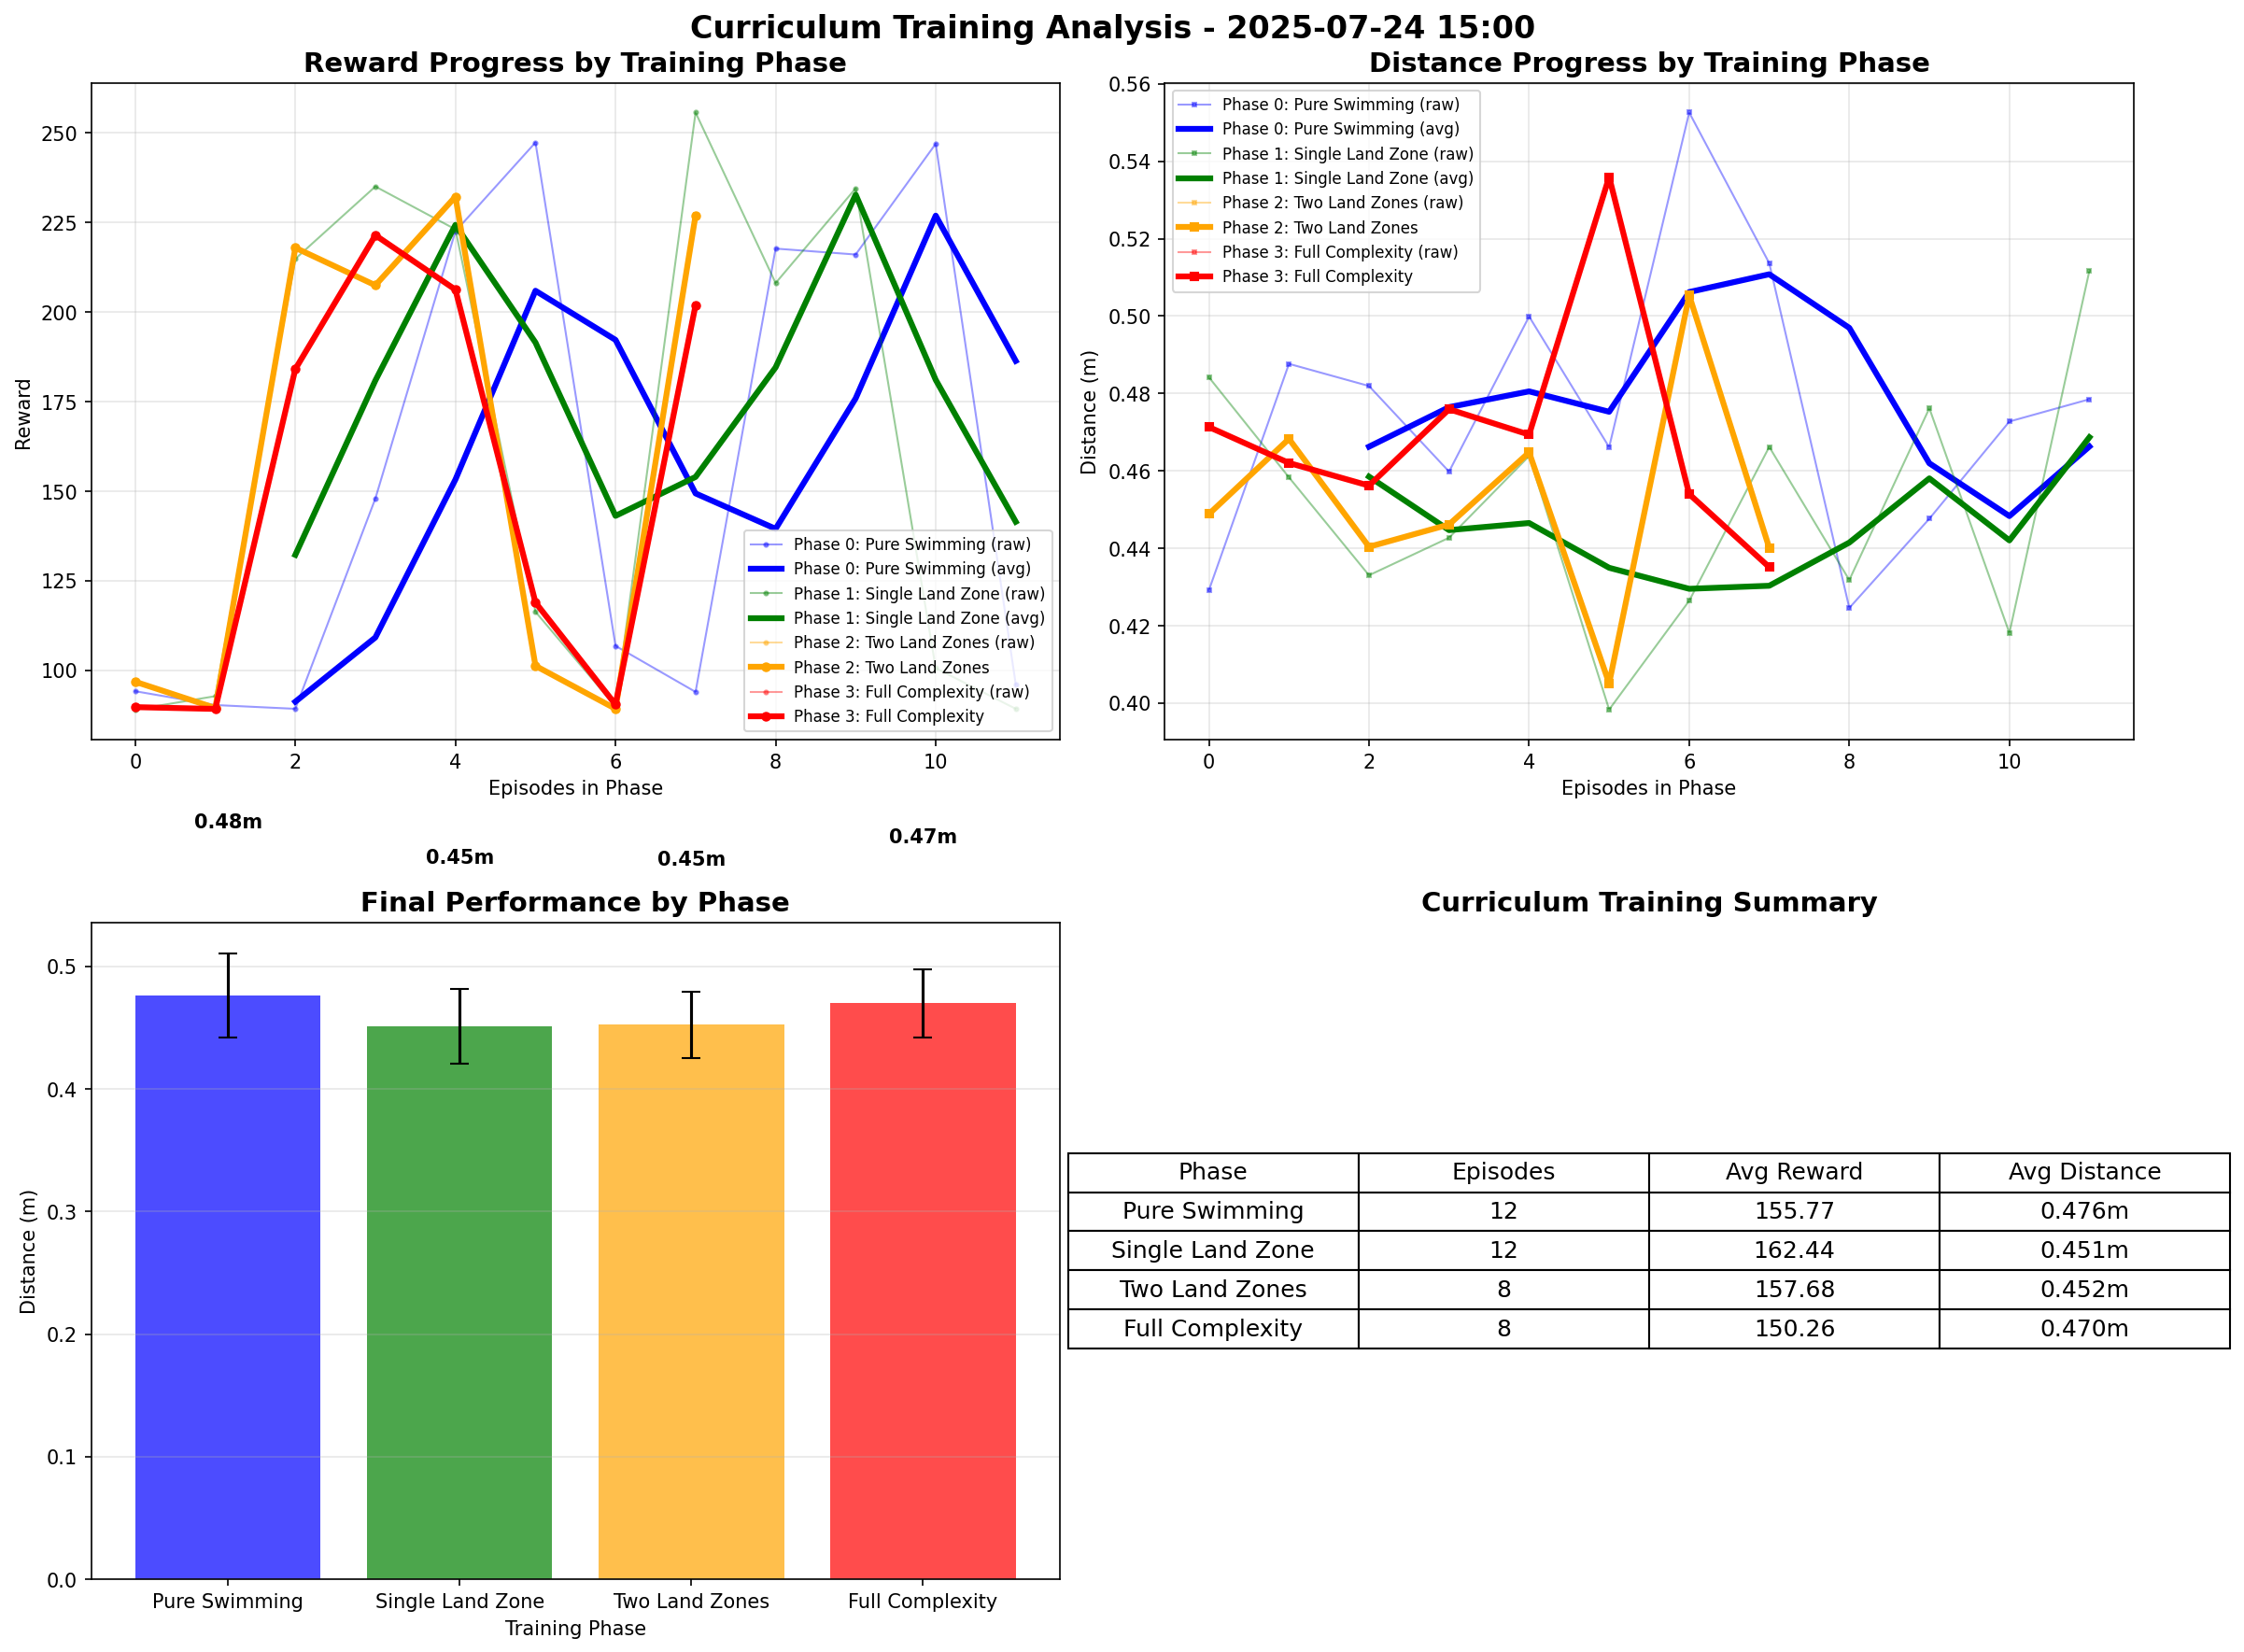 Curriculum Training Analysis - 2025-07-24 15:00
Reward Progress by Training Phase
250
225
200
175
150
125
100
Reward
0 2 4 6 8 10
Episodes in Phase
Phase 0: Pure Swimming (raw)
Phase 0: Pure Swimming (avg)
Phase 1: Single Land Zone (raw)
Phase 1: Single Land Zone (avg)
Phase 2: Two Land Zones (raw)
Phase 2: Two Land Zones
Phase 3: Full Complexity (raw)
Phase 3: Full Complexity
Distance Progress by Training Phase
0.56
0.54
0.52
0.50
0.48
0.46
0.44
0.42
0.40
Distance (m)
0 2 4 6 8 10
Episodes in Phase
Phase 0: Pure Swimming (raw)
Phase 0: Pure Swimming (avg)
Phase 1: Single Land Zone (raw)
Phase 1: Single Land Zone (avg)
Phase 2: Two Land Zones (raw)
Phase 2: Two Land Zones
Phase 3: Full Complexity (raw)
Phase 3: Full Complexity
0.48m
0.45m
0.45m
0.47m
Final Performance by Phase
0.5
0.4
0.3
0.2
0.1
0.0
Distance (m)
Pure Swimming Single Land Zone Two Land Zones Full Complexity
Training Phase
Curriculum Training Summary
Phase Episodes Avg Reward Avg Distance
Pure Swimming 12 155.77 0.476m
Single Land Zone 12 162.44 0.451m
Two Land Zones 8 157.68 0.452m
Full Complexity 8 150.26 0.470m